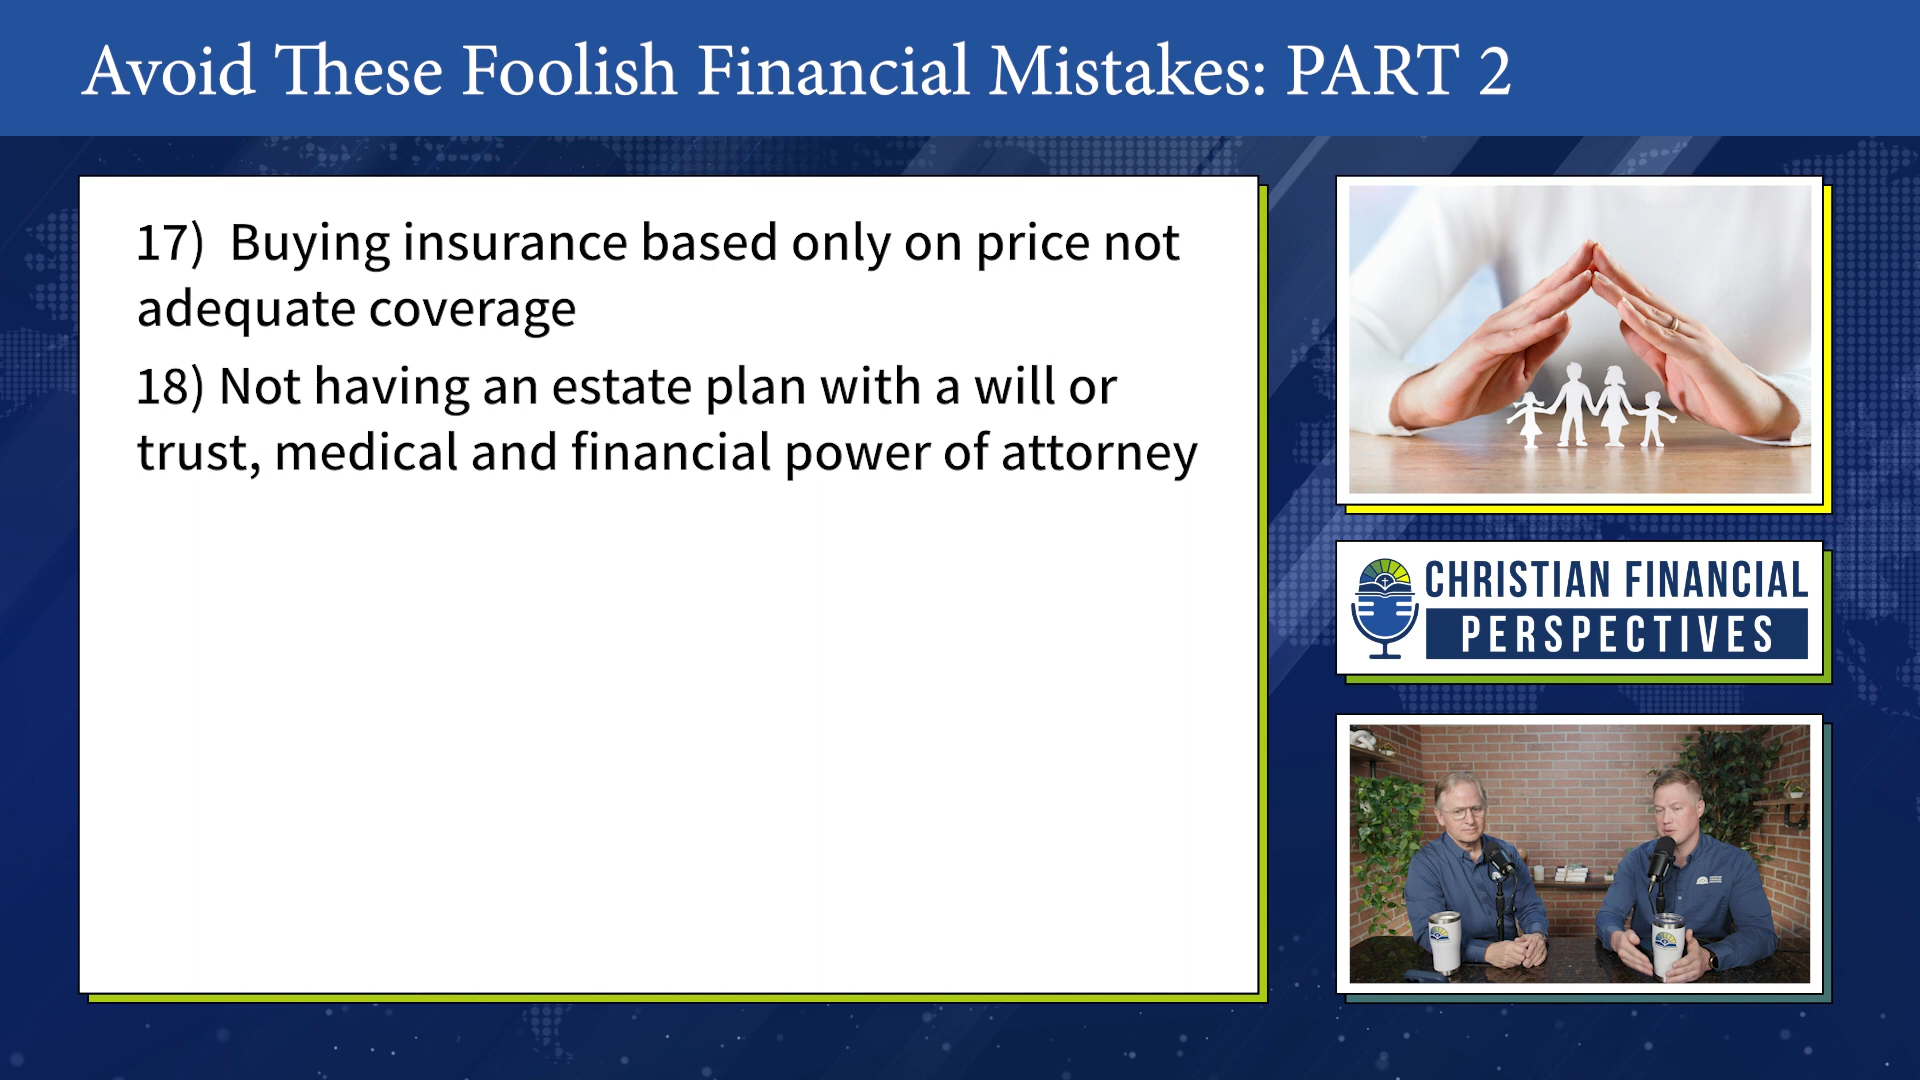 Avoid These Foolish Financial Mistakes: PART 2
17) Buying insurance based only on price not
adequate coverage
18) Not having an estate plan with a will or
trust, medical and financial power of attorney
CHRISTIAN FINANCIAL
PERSPECTIVES